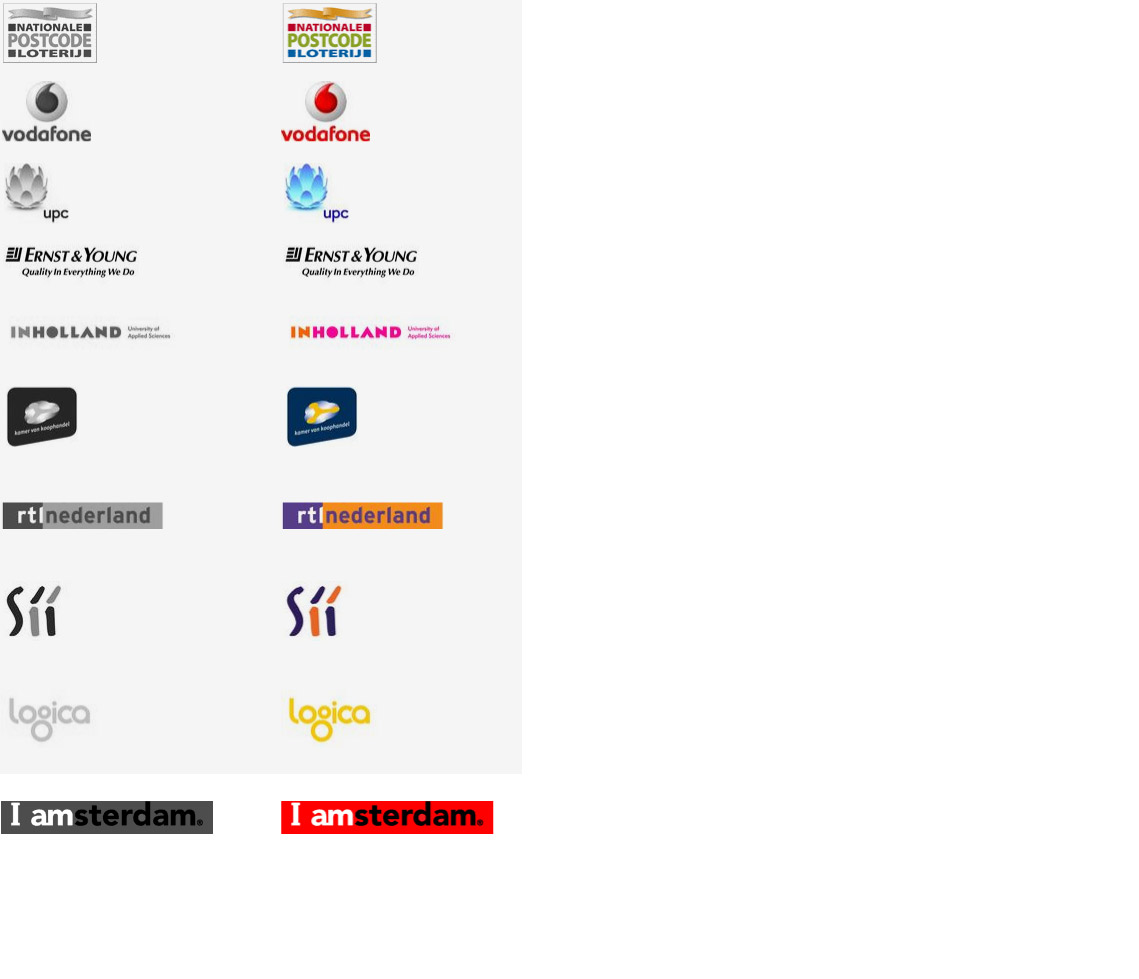 NATIONALE
POSTCODE
LOTERIJ
NATIONALE
POSTCODE
LOTERIJ
vodafone
vodafone
upc
upc
ERNST & YOUNG
Quality In Everything We Do
ERNST & YOUNG
Quality In Everything We Do
INHOLLAND University of
Applied Sciences
INHOLLAND University of
Applied Sciences
kamer van koophandel
kamer van koophandel
rtl nederland
rtl nederland
Sii
Sii
logica
logica
I amsterdam.®
I amsterdam.